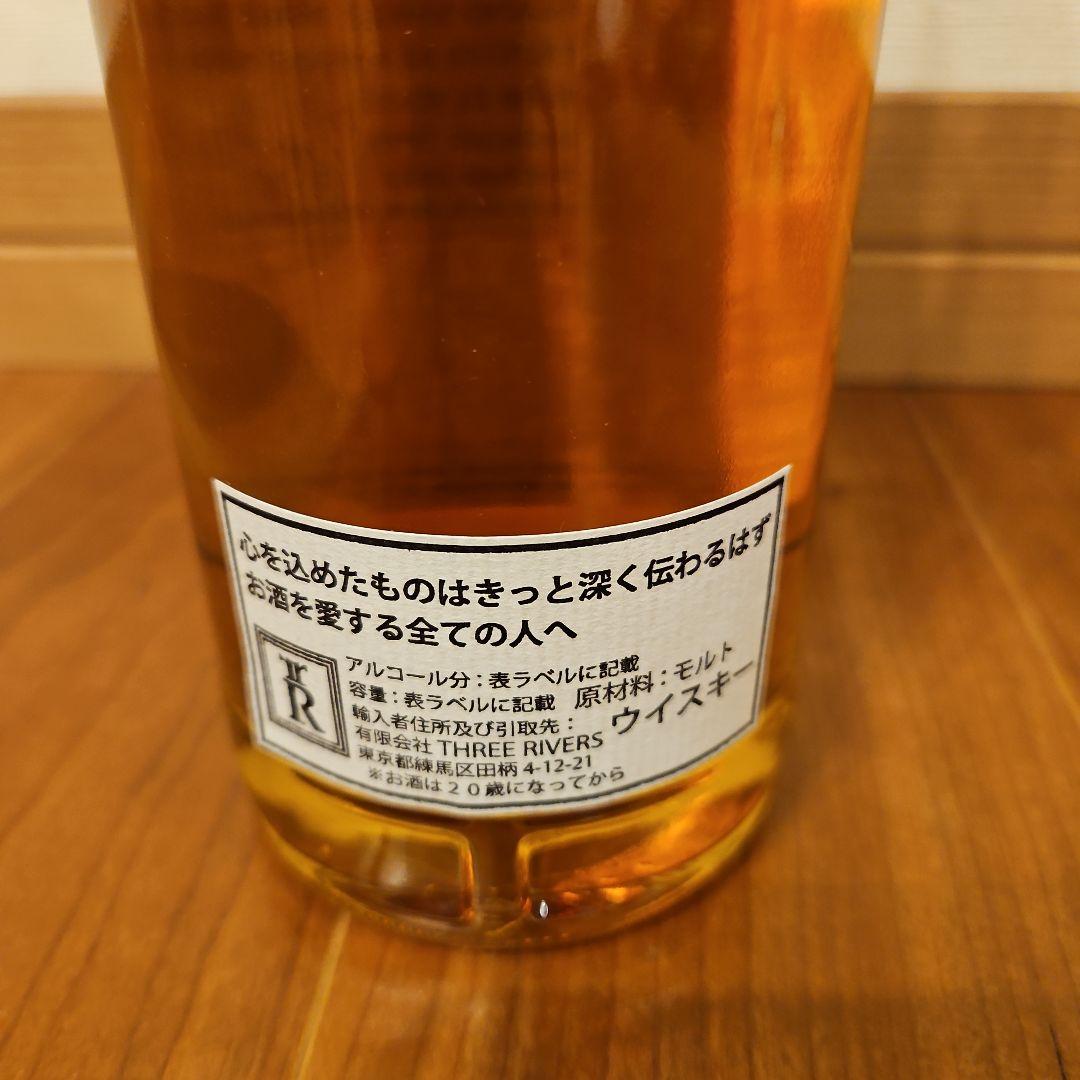 心を込めたものはきっと深く伝わるはず
お酒を愛する全ての人へ
TR
アルコール分：表ラベルに記載
容量：表ラベルに記載 原材料：モルト
ウイスキー
輸入者住所及び引取先：
有限会社 THREE RIVERS
東京都練馬区田柄 4-12-21
※お酒は２０歳になってから